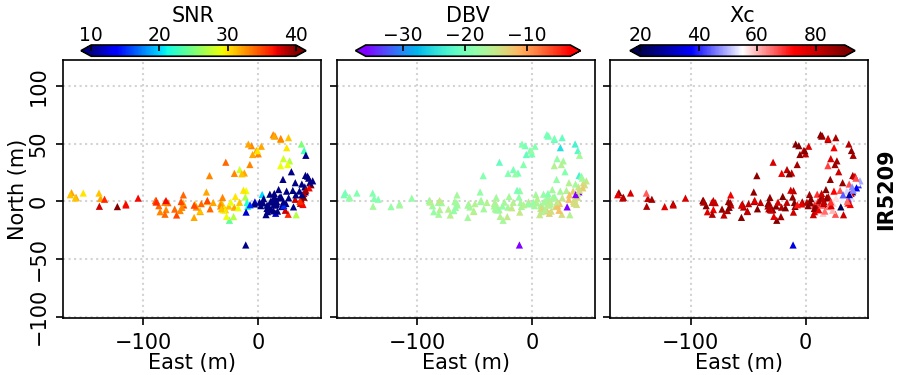 SNR
DBV
Xc
10 20 30 40
−30 −20 −10
20 40 60 80
100
50
0
−50
−100
North (m)
−100 0
−100 0
−100 0
East (m)
East (m)
East (m)
IR5209